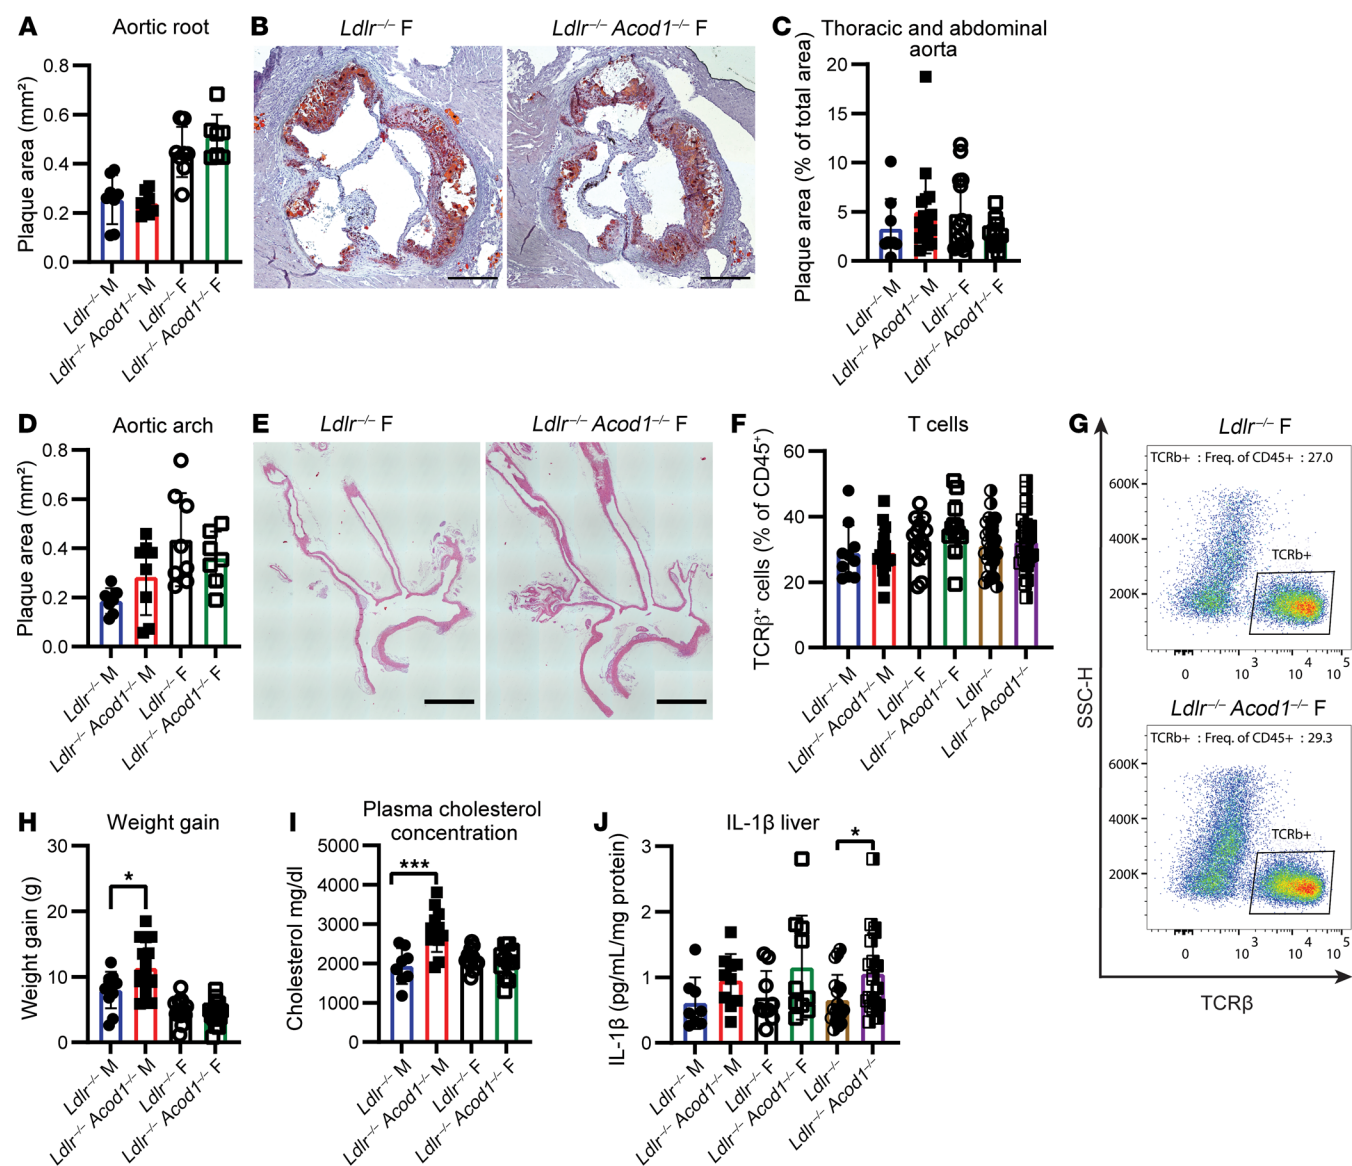 A
Aortic root
Plaque area (mm²)
0.8
0.6
0.4
0.2
0.0
Ldlr⁻/⁻ M
Ldlr⁻/⁻ Acod1⁻/⁻ M
Ldlr⁻/⁻ F
Ldlr⁻/⁻ Acod1⁻/⁻ F
B
Ldlr⁻/⁻ F
Ldlr⁻/⁻ Acod1⁻/⁻ F
C
Thoracic and abdominal
aorta
Plaque area (% of total area)
20
15
10
5
0
Ldlr⁻/⁻ M
Ldlr⁻/⁻ Acod1⁻/⁻ M
Ldlr⁻/⁻ F
Ldlr⁻/⁻ Acod1⁻/⁻ F
D
Aortic arch
Plaque area (mm²)
0.8
0.6
0.4
0.2
0.0
Ldlr⁻/⁻ M
Ldlr⁻/⁻ Acod1⁻/⁻ M
Ldlr⁻/⁻ F
Ldlr⁻/⁻ Acod1⁻/⁻ F
E
Ldlr⁻/⁻ F
Ldlr⁻/⁻ Acod1⁻/⁻ F
F
T cells
TCRβ⁺ cells (% of CD45⁺)
60
40
20
0
Ldlr⁻/⁻ M
Ldlr⁻/⁻ Acod1⁻/⁻ M
Ldlr⁻/⁻ F
Ldlr⁻/⁻ Acod1⁻/⁻ F
Ldlr⁻/⁻
Ldlr⁻/⁻ Acod1⁻/⁻
G
Ldlr⁻/⁻ F
TCRb+ : Freq. of CD45+ : 27.0
600K
400K
200K
TCRb+
0 10³ 10⁴ 10⁵
Ldlr⁻/⁻ Acod1⁻/⁻ F
TCRb+ : Freq. of CD45+ : 29.3
600K
400K
200K
TCRb+
0 10³ 10⁴ 10⁵
SSC-H
TCRβ
H
Weight gain
Weight gain (g)
30
20
10
0
*
Ldlr⁻/⁻ M
Ldlr⁻/⁻ Acod1⁻/⁻ M
Ldlr⁻/⁻ F
Ldlr⁻/⁻ Acod1⁻/⁻ F
I
Plasma cholesterol
concentration
Cholesterol mg/dl
5000
4000
3000
2000
1000
0
***
Ldlr⁻/⁻ M
Ldlr⁻/⁻ Acod1⁻/⁻ M
Ldlr⁻/⁻ F
Ldlr⁻/⁻ Acod1⁻/⁻ F
J
IL-1β liver
IL-1β (pg/mL/mg protein)
3
2
1
0
*
Ldlr⁻/⁻ M
Ldlr⁻/⁻ Acod1⁻/⁻ M
Ldlr⁻/⁻ F
Ldlr⁻/⁻ Acod1⁻/⁻ F
Ldlr⁻/⁻
Ldlr⁻/⁻ Acod1⁻/⁻